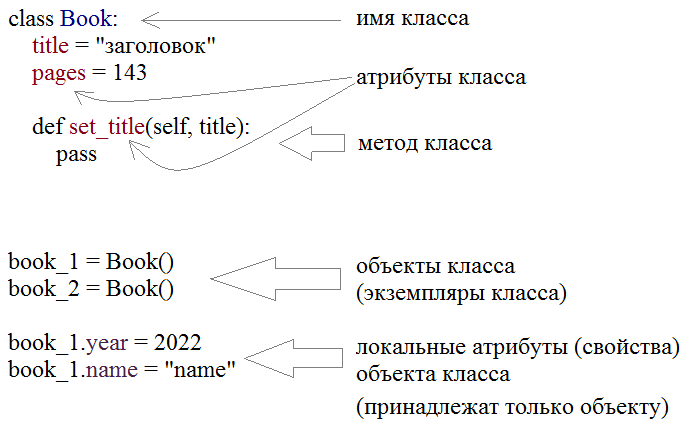 class Book:
имя класса
title = "заголовок"
pages = 143
атрибуты класса
def set_title(self, title):
метод класса
pass
book_1 = Book()
объекты класса
book_2 = Book()
(экземпляры класса)
book_1.year = 2022
локальные атрибуты (свойства)
book_1.name = "name"
объекта класса
(принадлежат только объекту)